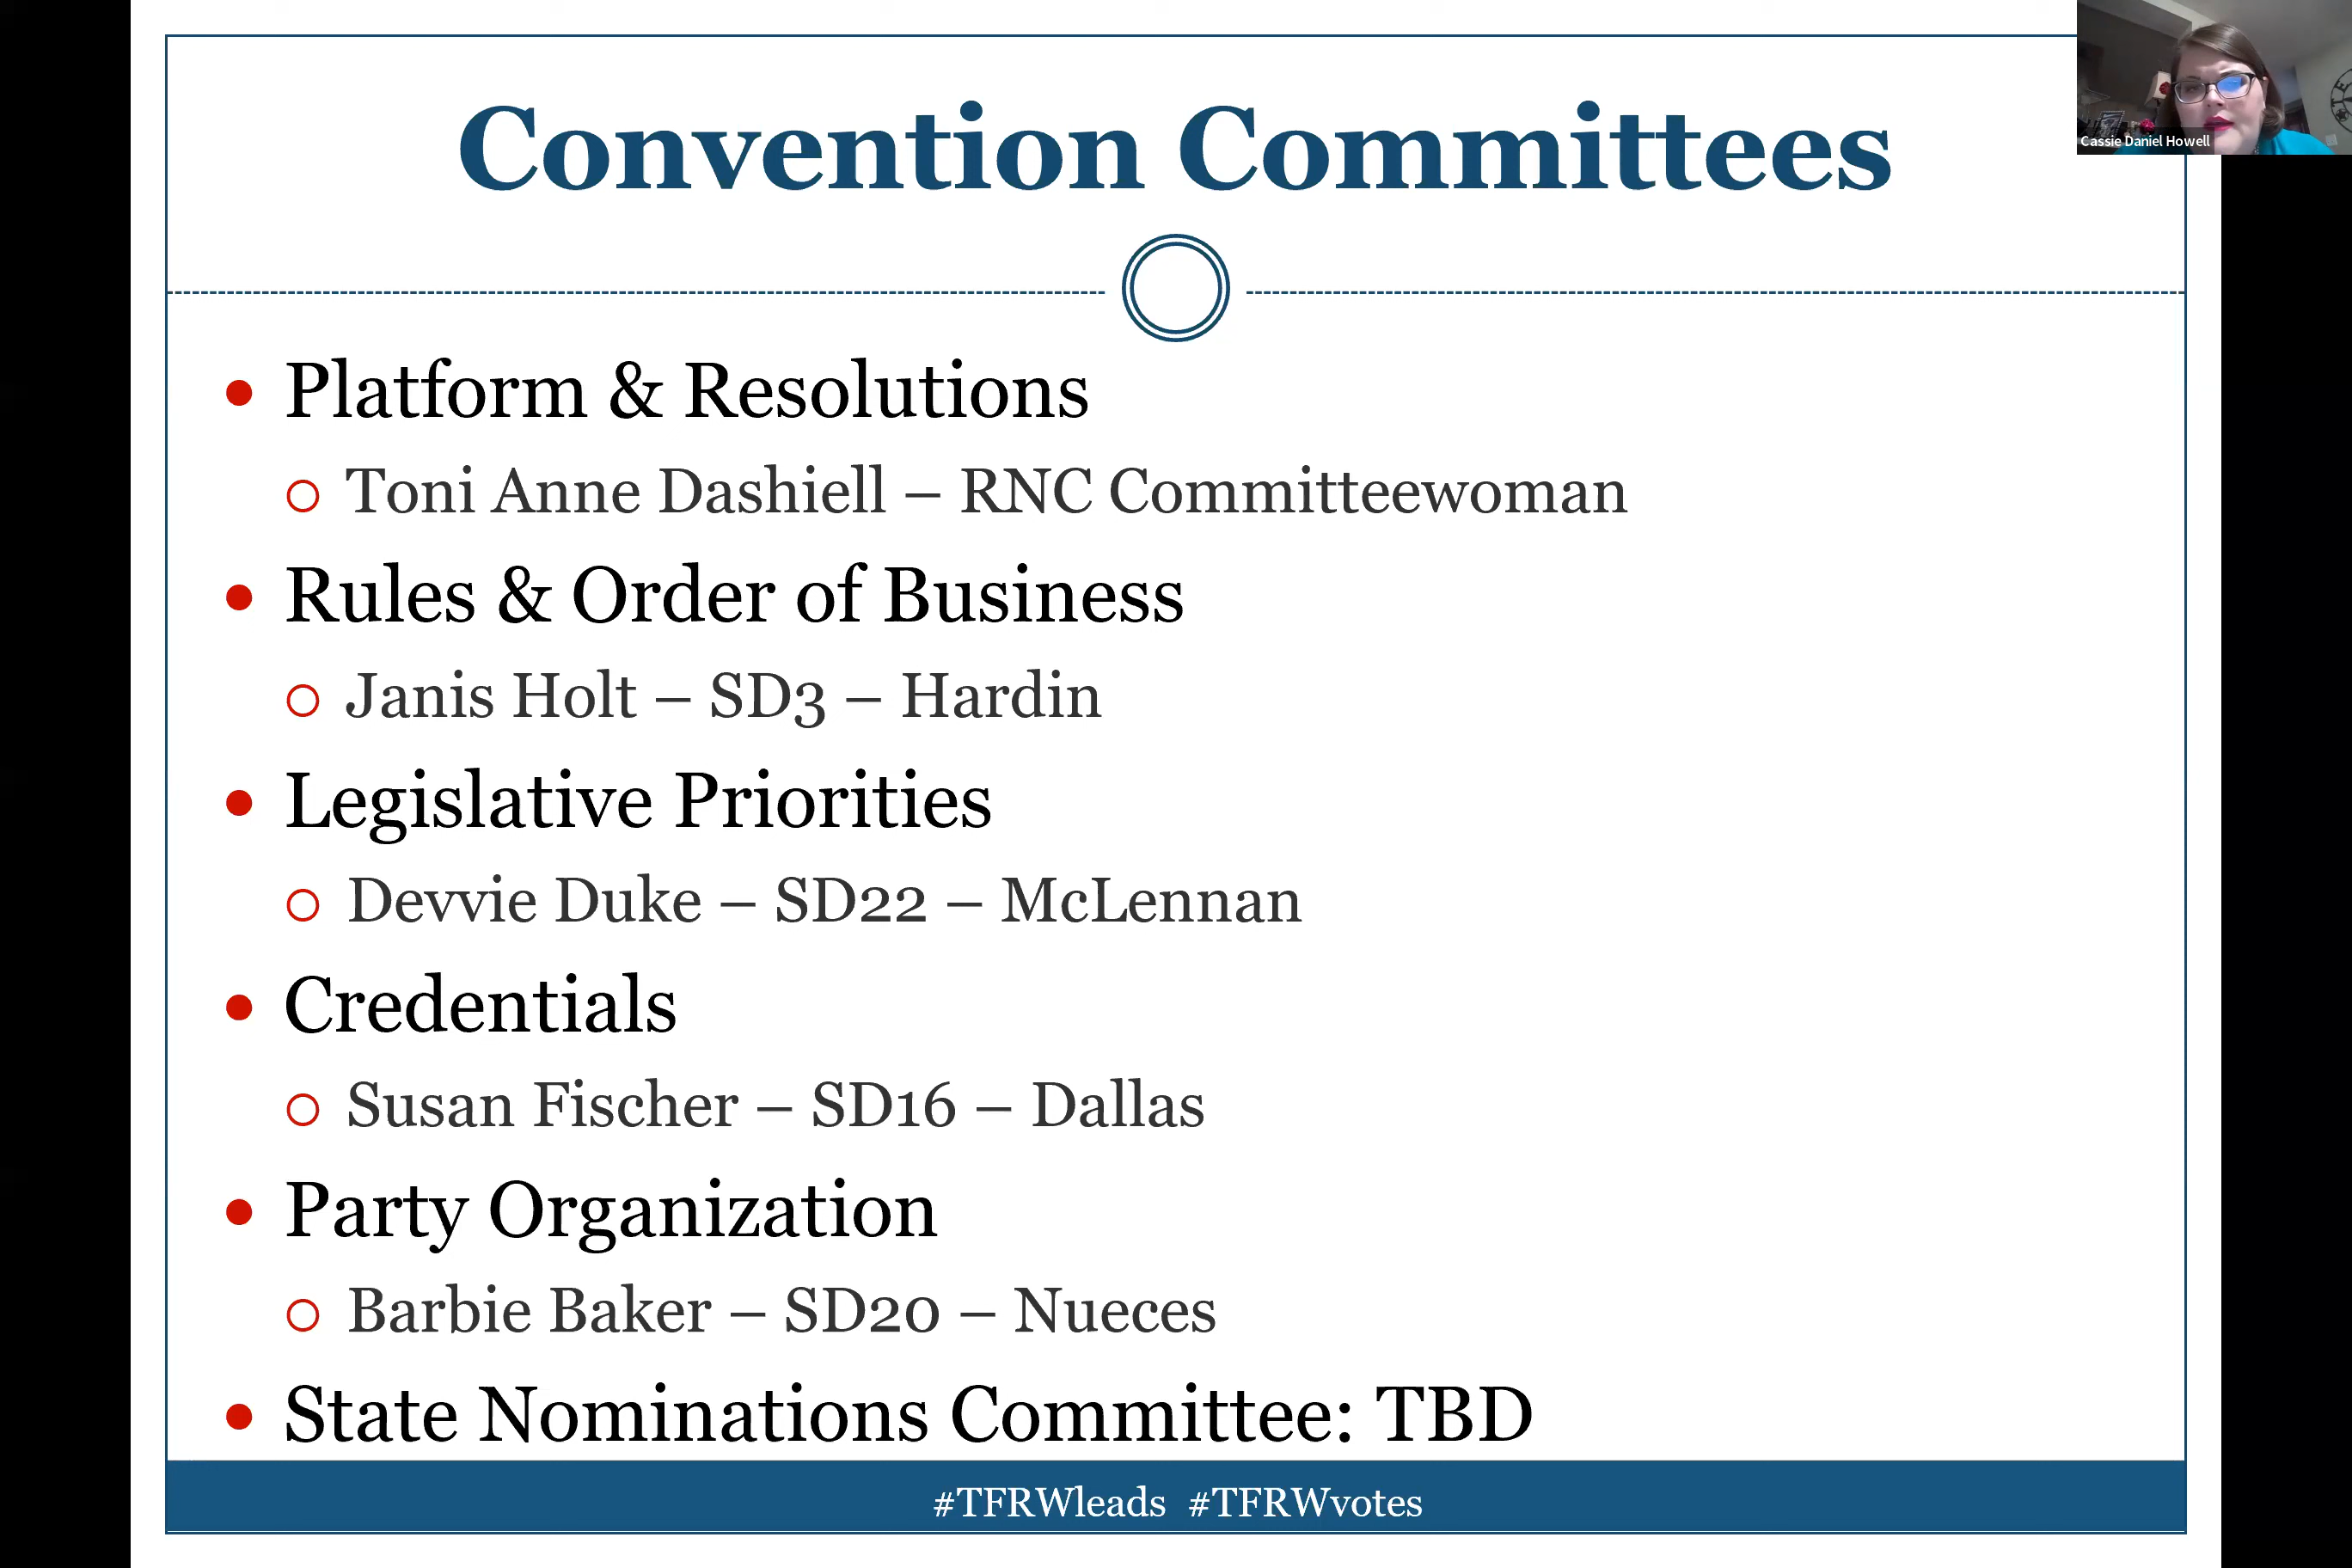 Convention Committees
Cassie Daniel Howell
Platform & Resolutions
Toni Anne Dashiell – RNC Committeewoman
Rules & Order of Business
Janis Holt – SD3 – Hardin
Legislative Priorities
Devvie Duke – SD22 – McLennan
Credentials
Susan Fischer – SD16 – Dallas
Party Organization
Barbie Baker – SD20 – Nueces
State Nominations Committee: TBD
#TFRWleads #TFRWvotes